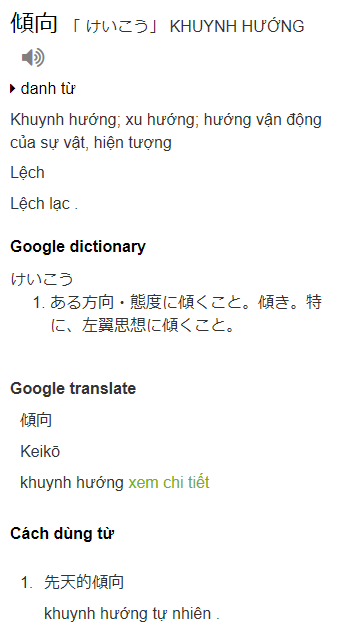 傾向 「 けいこう」 KHUYNH HƯỚNG
danh từ
Khuynh hướng; xu hướng; hướng vận động
của sự vật, hiện tượng
Lệch
Lệch lạc .
Google dictionary
けいこう
1. ある方向・態度に傾くこと。傾き。特
に、左翼思想に傾くこと。
Google translate
傾向
Keikō
khuynh hướng xem chi tiết
Cách dùng từ
1. 先天的傾向
khuynh hướng tự nhiên .